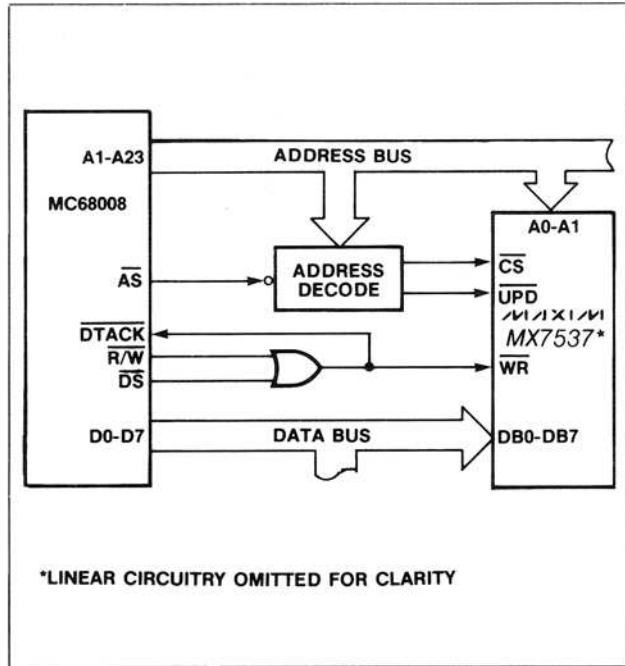 A1-A23
ADDRESS BUS
MC68008
A0-A1
AS
ADDRESS
DECODE
CS
UPD
MAXIM
MX7537*
DTACK
R/W
DS
WR
D0-D7
DATA BUS
DB0-DB7
*LINEAR CIRCUITRY OMITTED FOR CLARITY